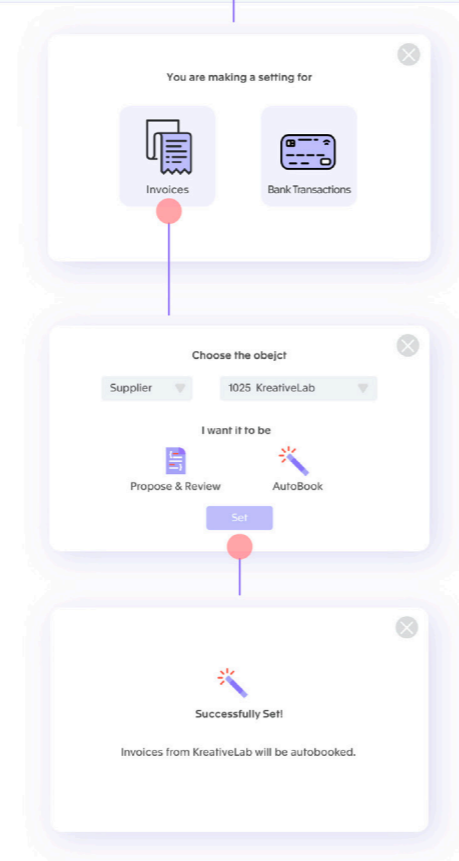 You are making a setting for
Invoices
Bank Transactions
Choose the obejct
Supplier
1025 KreativeLab
I want it to be
Propose & Review
AutoBook
Set
Successfully Set!
Invoices from KreativeLab will be autobooked.